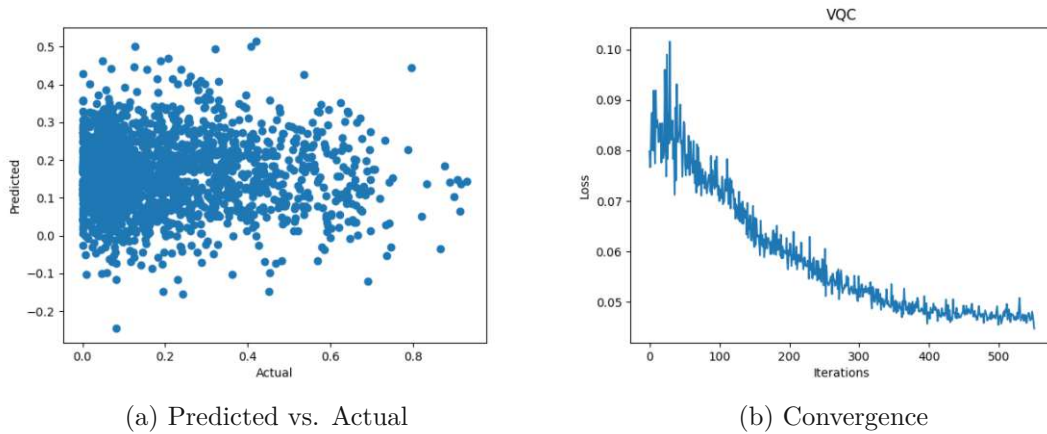 0.5
0.4
0.3
0.2
0.1
0.0
−0.1
−0.2
Predicted
0.0 0.2 0.4 0.6 0.8
Actual
(a) Predicted vs. Actual
VQC
0.10
0.09
0.08
0.07
0.06
0.05
Loss
0 100 200 300 400 500
Iterations
(b) Convergence